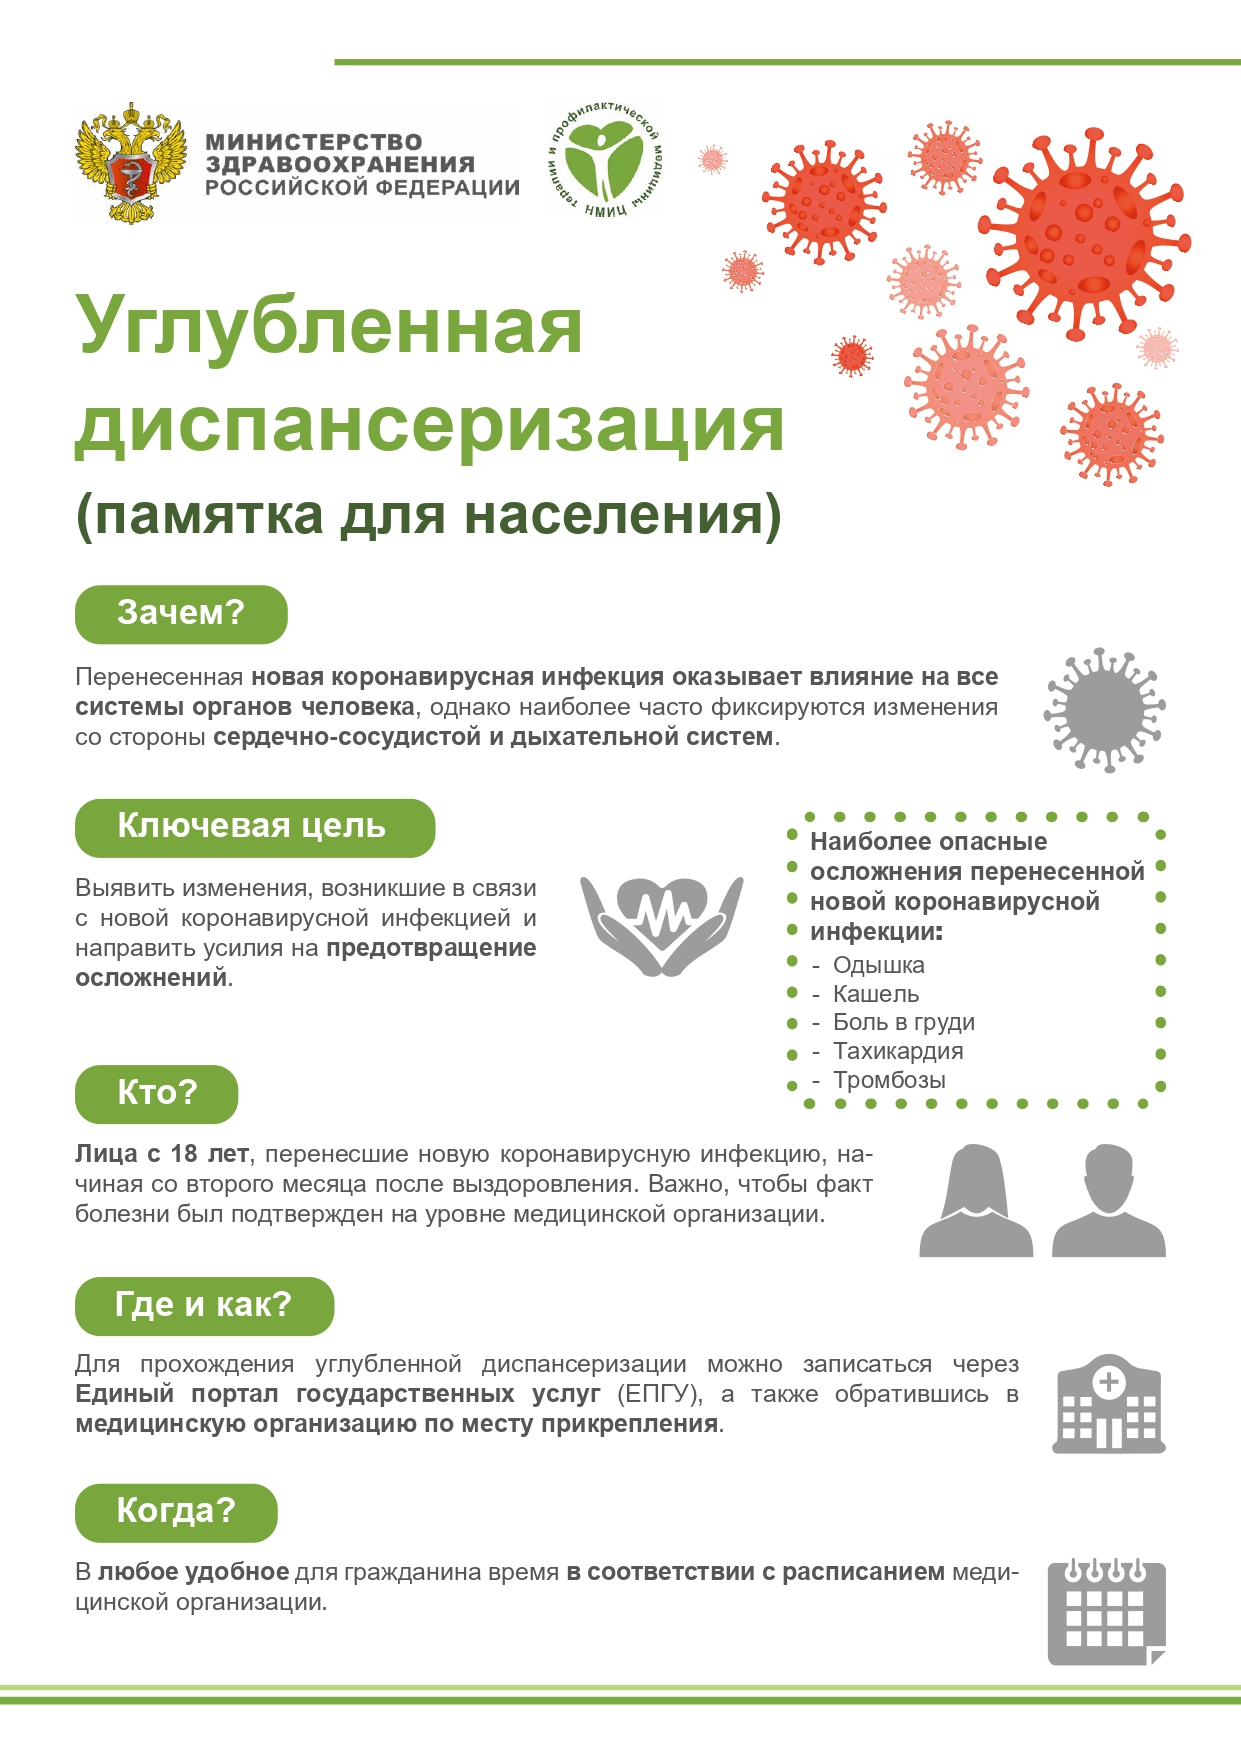 МИНИСТЕРСТВО
ЗДРАВООХРАНЕНИЯ
РОССИЙСКОЙ ФЕДЕРАЦИИ
НМИЦ терапии и профилактической медицины
Углубленная
диспансеризация
(памятка для населения)
Зачем?
Перенесенная новая коронавирусная инфекция оказывает влияние на все
системы органов человека, однако наиболее часто фиксируются изменения
со стороны сердечно-сосудистой и дыхательной систем.
Ключевая цель
Выявить изменения, возникшие в связи
с новой коронавирусной инфекцией и
направить усилия на предотвращение
осложнений.
Наиболее опасные
осложнения перенесенной
новой коронавирусной
инфекции:
- Одышка
- Кашель
- Боль в груди
- Тахикардия
- Тромбозы
Кто?
Лица с 18 лет, перенесшие новую коронавирусную инфекцию, на-
чиная со второго месяца после выздоровления. Важно, чтобы факт
болезни был подтвержден на уровне медицинской организации.
Где и как?
Для прохождения углубленной диспансеризации можно записаться через
Единый портал государственных услуг (ЕПГУ), а также обратившись в
медицинскую организацию по месту прикрепления.
Когда?
В любое удобное для гражданина время в соответствии с расписанием меди-
цинской организации.